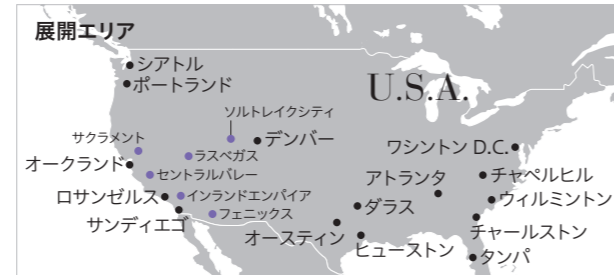 展開エリア
シアトル
ポートランド
U.S.A.
ソルトレイクシティ
サクラメント
デンバー
ワシントン D.C.
ラスベガス
オークランド
セントラルバレー
アトランタ
チャペルヒル
ロサンゼルス
インランドエンパイア
ダラス
ウィルミントン
サンディエゴ
フェニックス
オースティン
チャールストン
ヒューストン
タンパ